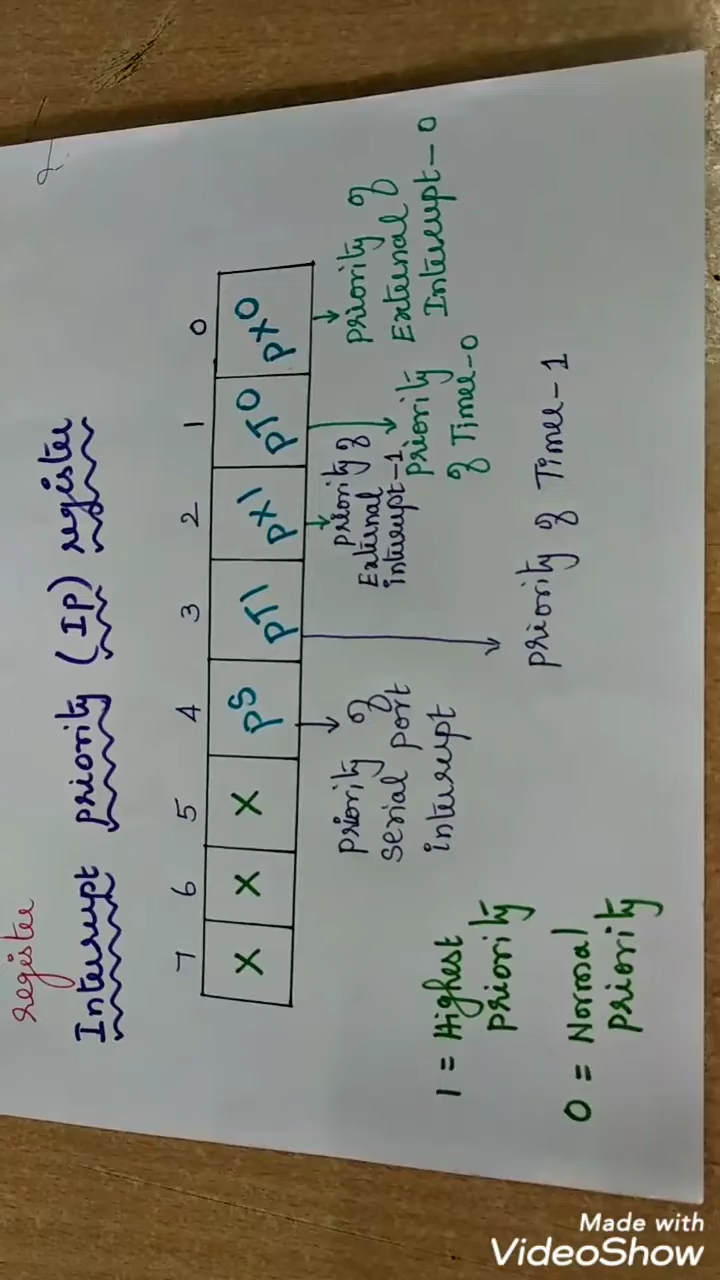 register
Interrupt priority (IP) register
7 6 5 4 3 2 1 0
X X X PS PT1 PX1 PT0 PX0
priority of
serial port
interrupt
priority of Timer-1
priority of
External
interrupt-1
priority
of Timer-0
priority of
External
Interrupt-0
1 = Highest
priority
0 = Normal
priority
Made with
VideoShow